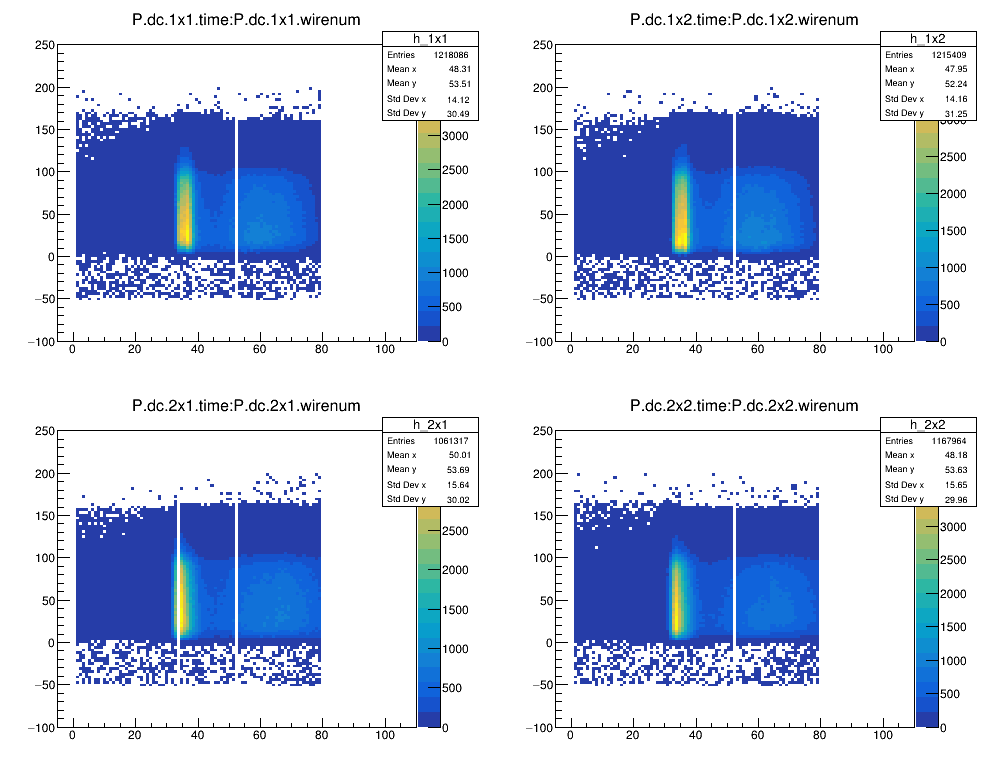 P.dc.1x1.time:P.dc.1x1.wirenum
h_1x1
Entries 1218086
Mean x 48.31
Mean y 53.51
Std Dev x 14.12
Std Dev y 30.49
250
200
150
100
50
0
−50
−100
0 20 40 60 80 100
3000
2500
2000
1500
1000
500
0
P.dc.1x2.time:P.dc.1x2.wirenum
h_1x2
Entries 1215409
Mean x 47.95
Mean y 52.24
Std Dev x 14.16
Std Dev y 31.25
250
200
150
100
50
0
−50
−100
0 20 40 60 80 100
3000
2500
2000
1500
1000
500
0
P.dc.2x1.time:P.dc.2x1.wirenum
h_2x1
Entries 1061317
Mean x 50.01
Mean y 53.69
Std Dev x 15.64
Std Dev y 30.02
250
200
150
100
50
0
−50
−100
0 20 40 60 80 100
2500
2000
1500
1000
500
0
P.dc.2x2.time:P.dc.2x2.wirenum
h_2x2
Entries 1167964
Mean x 48.18
Mean y 53.63
Std Dev x 15.65
Std Dev y 29.96
250
200
150
100
50
0
−50
−100
0 20 40 60 80 100
3000
2500
2000
1500
1000
500
0